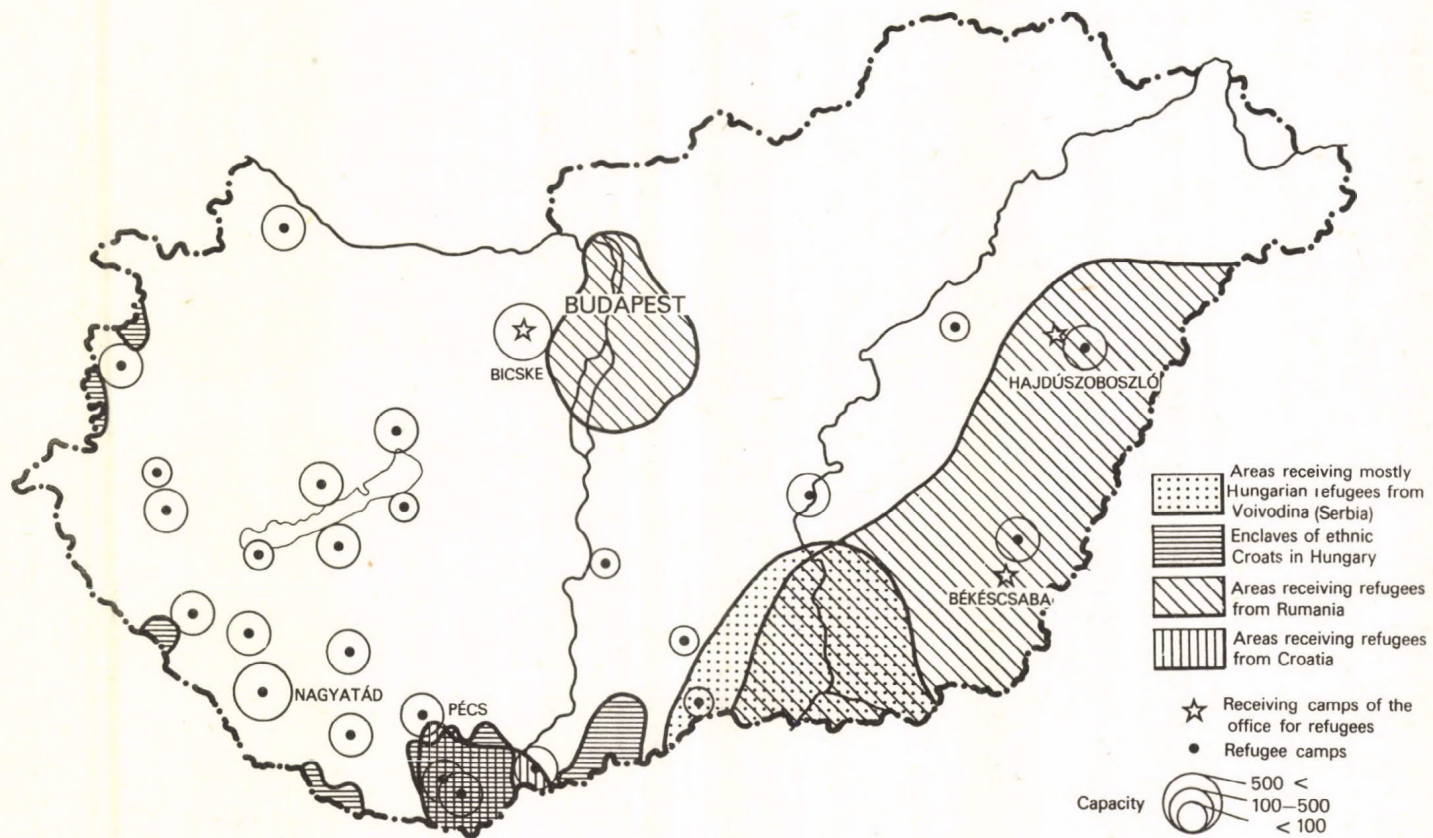 BUDAPEST
BICSKE
HAJDÚSZOBOSZLÓ
BÉKÉSCSABA
NAGYATÁD
PÉCS
Areas receiving mostly
Hungarian refugees from
Voivodina (Serbia)
Enclaves of ethnic
Croats in Hungary
Areas receiving refugees
from Rumania
Areas receiving refugees
from Croatia
Receiving camps of the
office for refugees
Refugee camps
Capacity
500 <
100–500
< 100